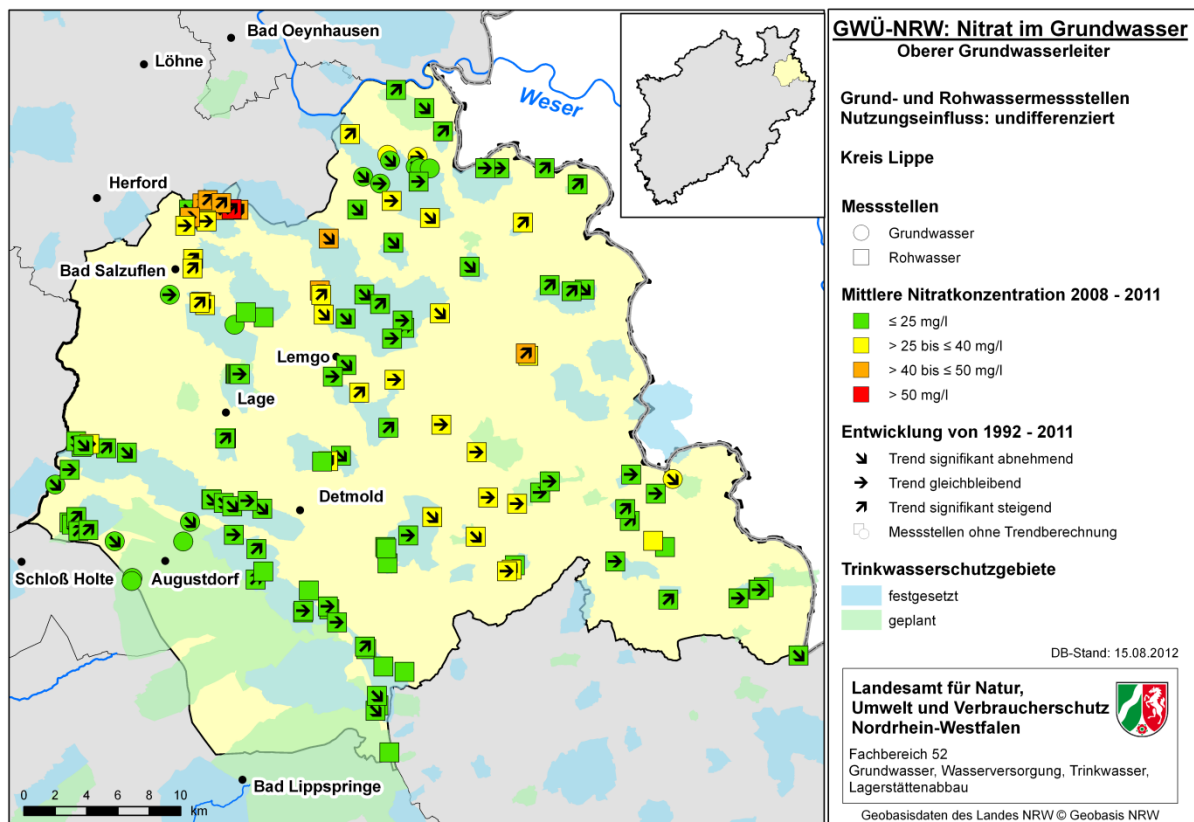 Bad Oeynhausen
Löhne
Weser
Herford
Bad Salzuflen
Lemgo
Lage
Detmold
Schloß Holte
Augustdorf
Bad Lippspringe
0 2 4 6 8 10
km
GWÜ-NRW: Nitrat im Grundwasser
Oberer Grundwasserleiter
Grund- und Rohwassermessstellen
Nutzungseinfluss: undifferenziert
Kreis Lippe
Messstellen
Grundwasser
Rohwasser
Mittlere Nitratkonzentration 2008 - 2011
≤ 25 mg/l
> 25 bis ≤ 40 mg/l
> 40 bis ≤ 50 mg/l
> 50 mg/l
Entwicklung von 1992 - 2011
Trend signifikant abnehmend
Trend gleichbleibend
Trend signifikant steigend
Messstellen ohne Trendberechnung
Trinkwasserschutzgebiete
festgesetzt
geplant
DB-Stand: 15.08.2012
Landesamt für Natur,
Umwelt und Verbraucherschutz
Nordrhein-Westfalen
Fachbereich 52
Grundwasser, Wasserversorgung, Trinkwasser,
Lagerstättenabbau
Geobasisdaten des Landes NRW © Geobasis NRW